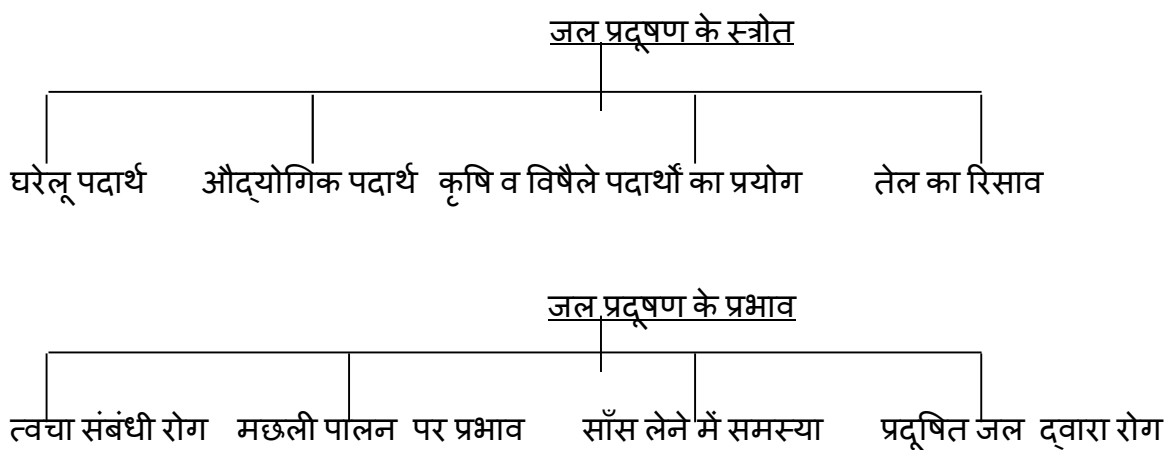 जल प्रदूषण के स्त्रोत
घरेलू पदार्थ औद्योगिक पदार्थ कृषि व विषैले पदार्थों का प्रयोग तेल का रिसाव
जल प्रदूषण के प्रभाव
त्वचा संबंधी रोग मछली पालन पर प्रभाव साँस लेने में समस्या प्रदूषित जल द्वारा रोग